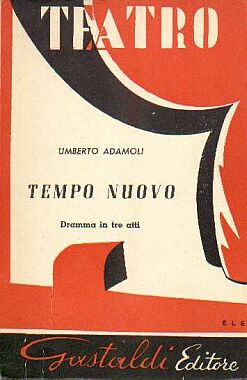 TEATRO
UMBERTO ADAMOLI
TEMPO NUOVO
Dramma in tre atti
ELE
Gastaldi Editore